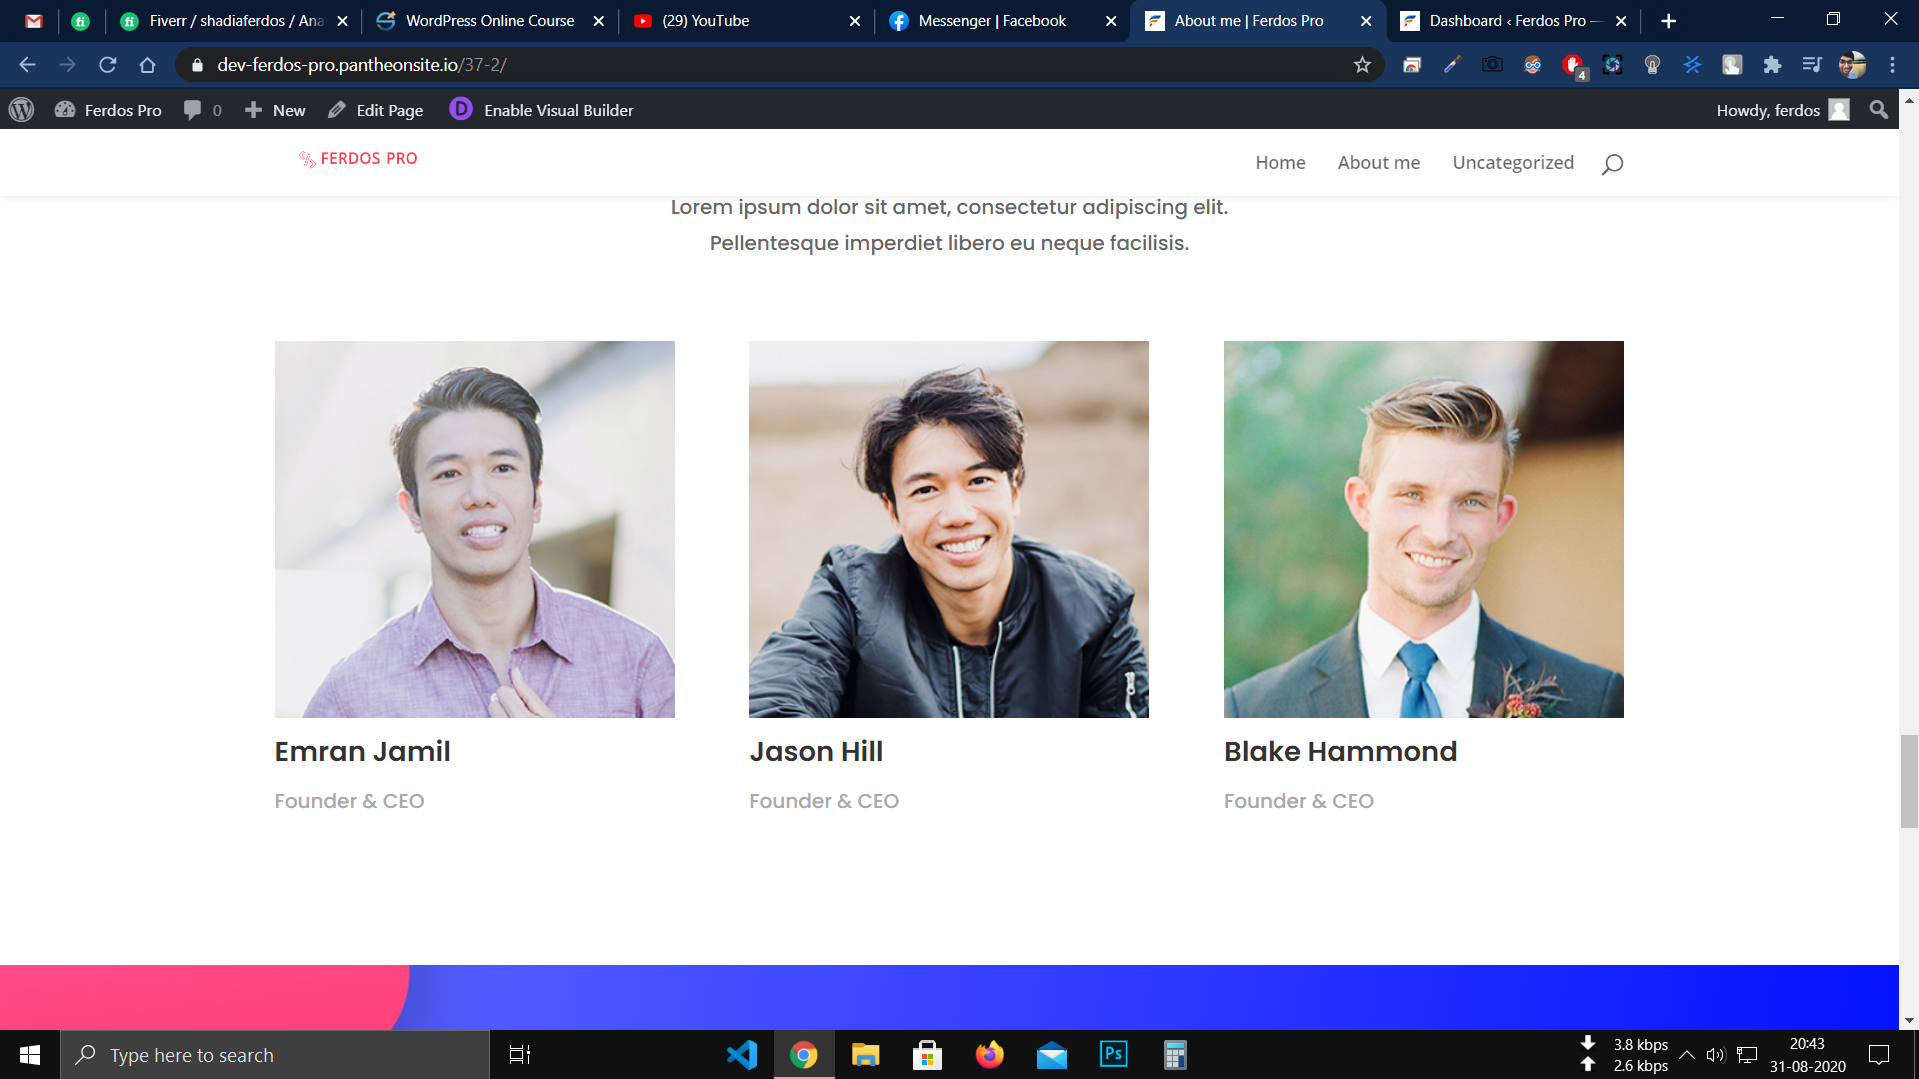 Fiverr / shadiaferdos / Ana
WordPress Online Course
(29) YouTube
Messenger | Facebook
About me | Ferdos Pro
Dashboard ‹ Ferdos Pro —
dev-ferdos-pro.pantheonsite.io/37-2/
4
Ferdos Pro
0
New
Edit Page
D
Enable Visual Builder
Howdy, ferdos
FERDOS PRO
Home
About me
Uncategorized
Lorem ipsum dolor sit amet, consectetur adipiscing elit.
Pellentesque imperdiet libero eu neque facilisis.
Emran Jamil
Jason Hill
Blake Hammond
Founder & CEO
Founder & CEO
Founder & CEO
Type here to search
Ps
3.8 kbps
2.6 kbps
20:43
31-08-2020